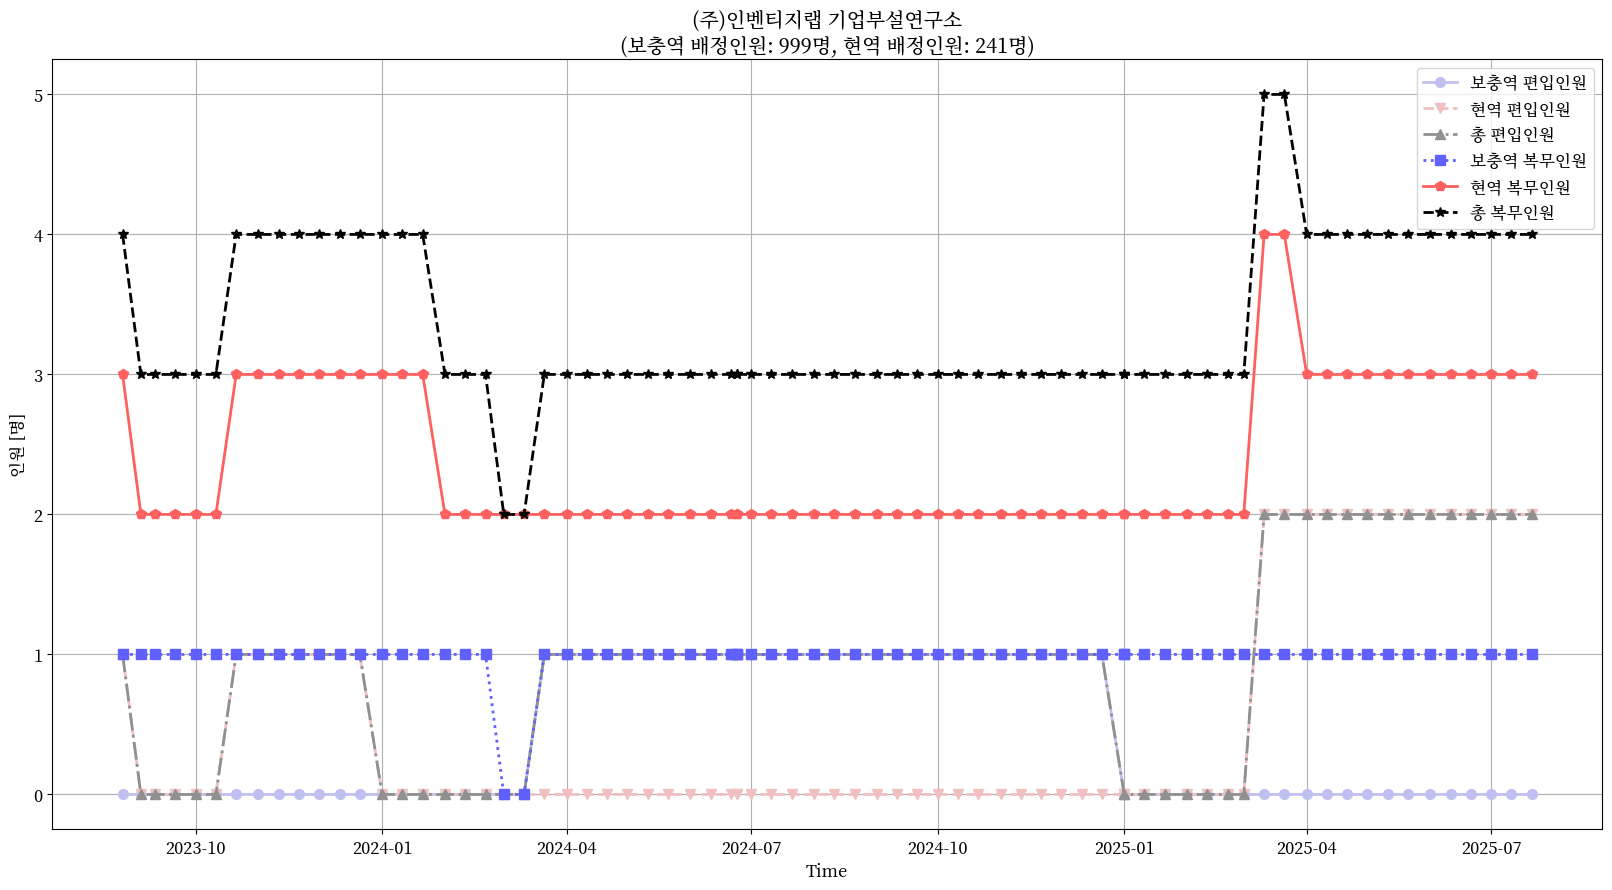 (주)인벤티지랩 기업부설연구소
(보충역 배정인원: 999명, 현역 배정인원: 241명)
보충역 편입인원
현역 편입인원
총 편입인원
보충역 복무인원
현역 복무인원
총 복무인원
인원 [명]
5
4
3
2
1
0
2023-10
2024-01
2024-04
2024-07
2024-10
2025-01
2025-04
2025-07
Time